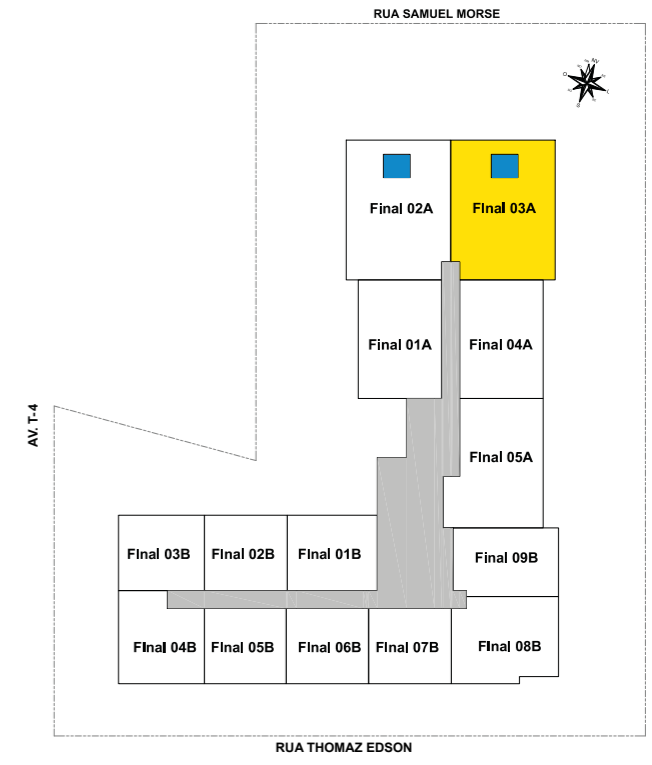 RUA SAMUEL MORSE
Final 02A
Final 03A
Final 01A
Final 04A
AV. T-4
Final 05A
Final 03B
Final 02B
Final 01B
Final 09B
Final 04B
Final 05B
Final 06B
Final 07B
Final 08B
RUA THOMAZ EDSON